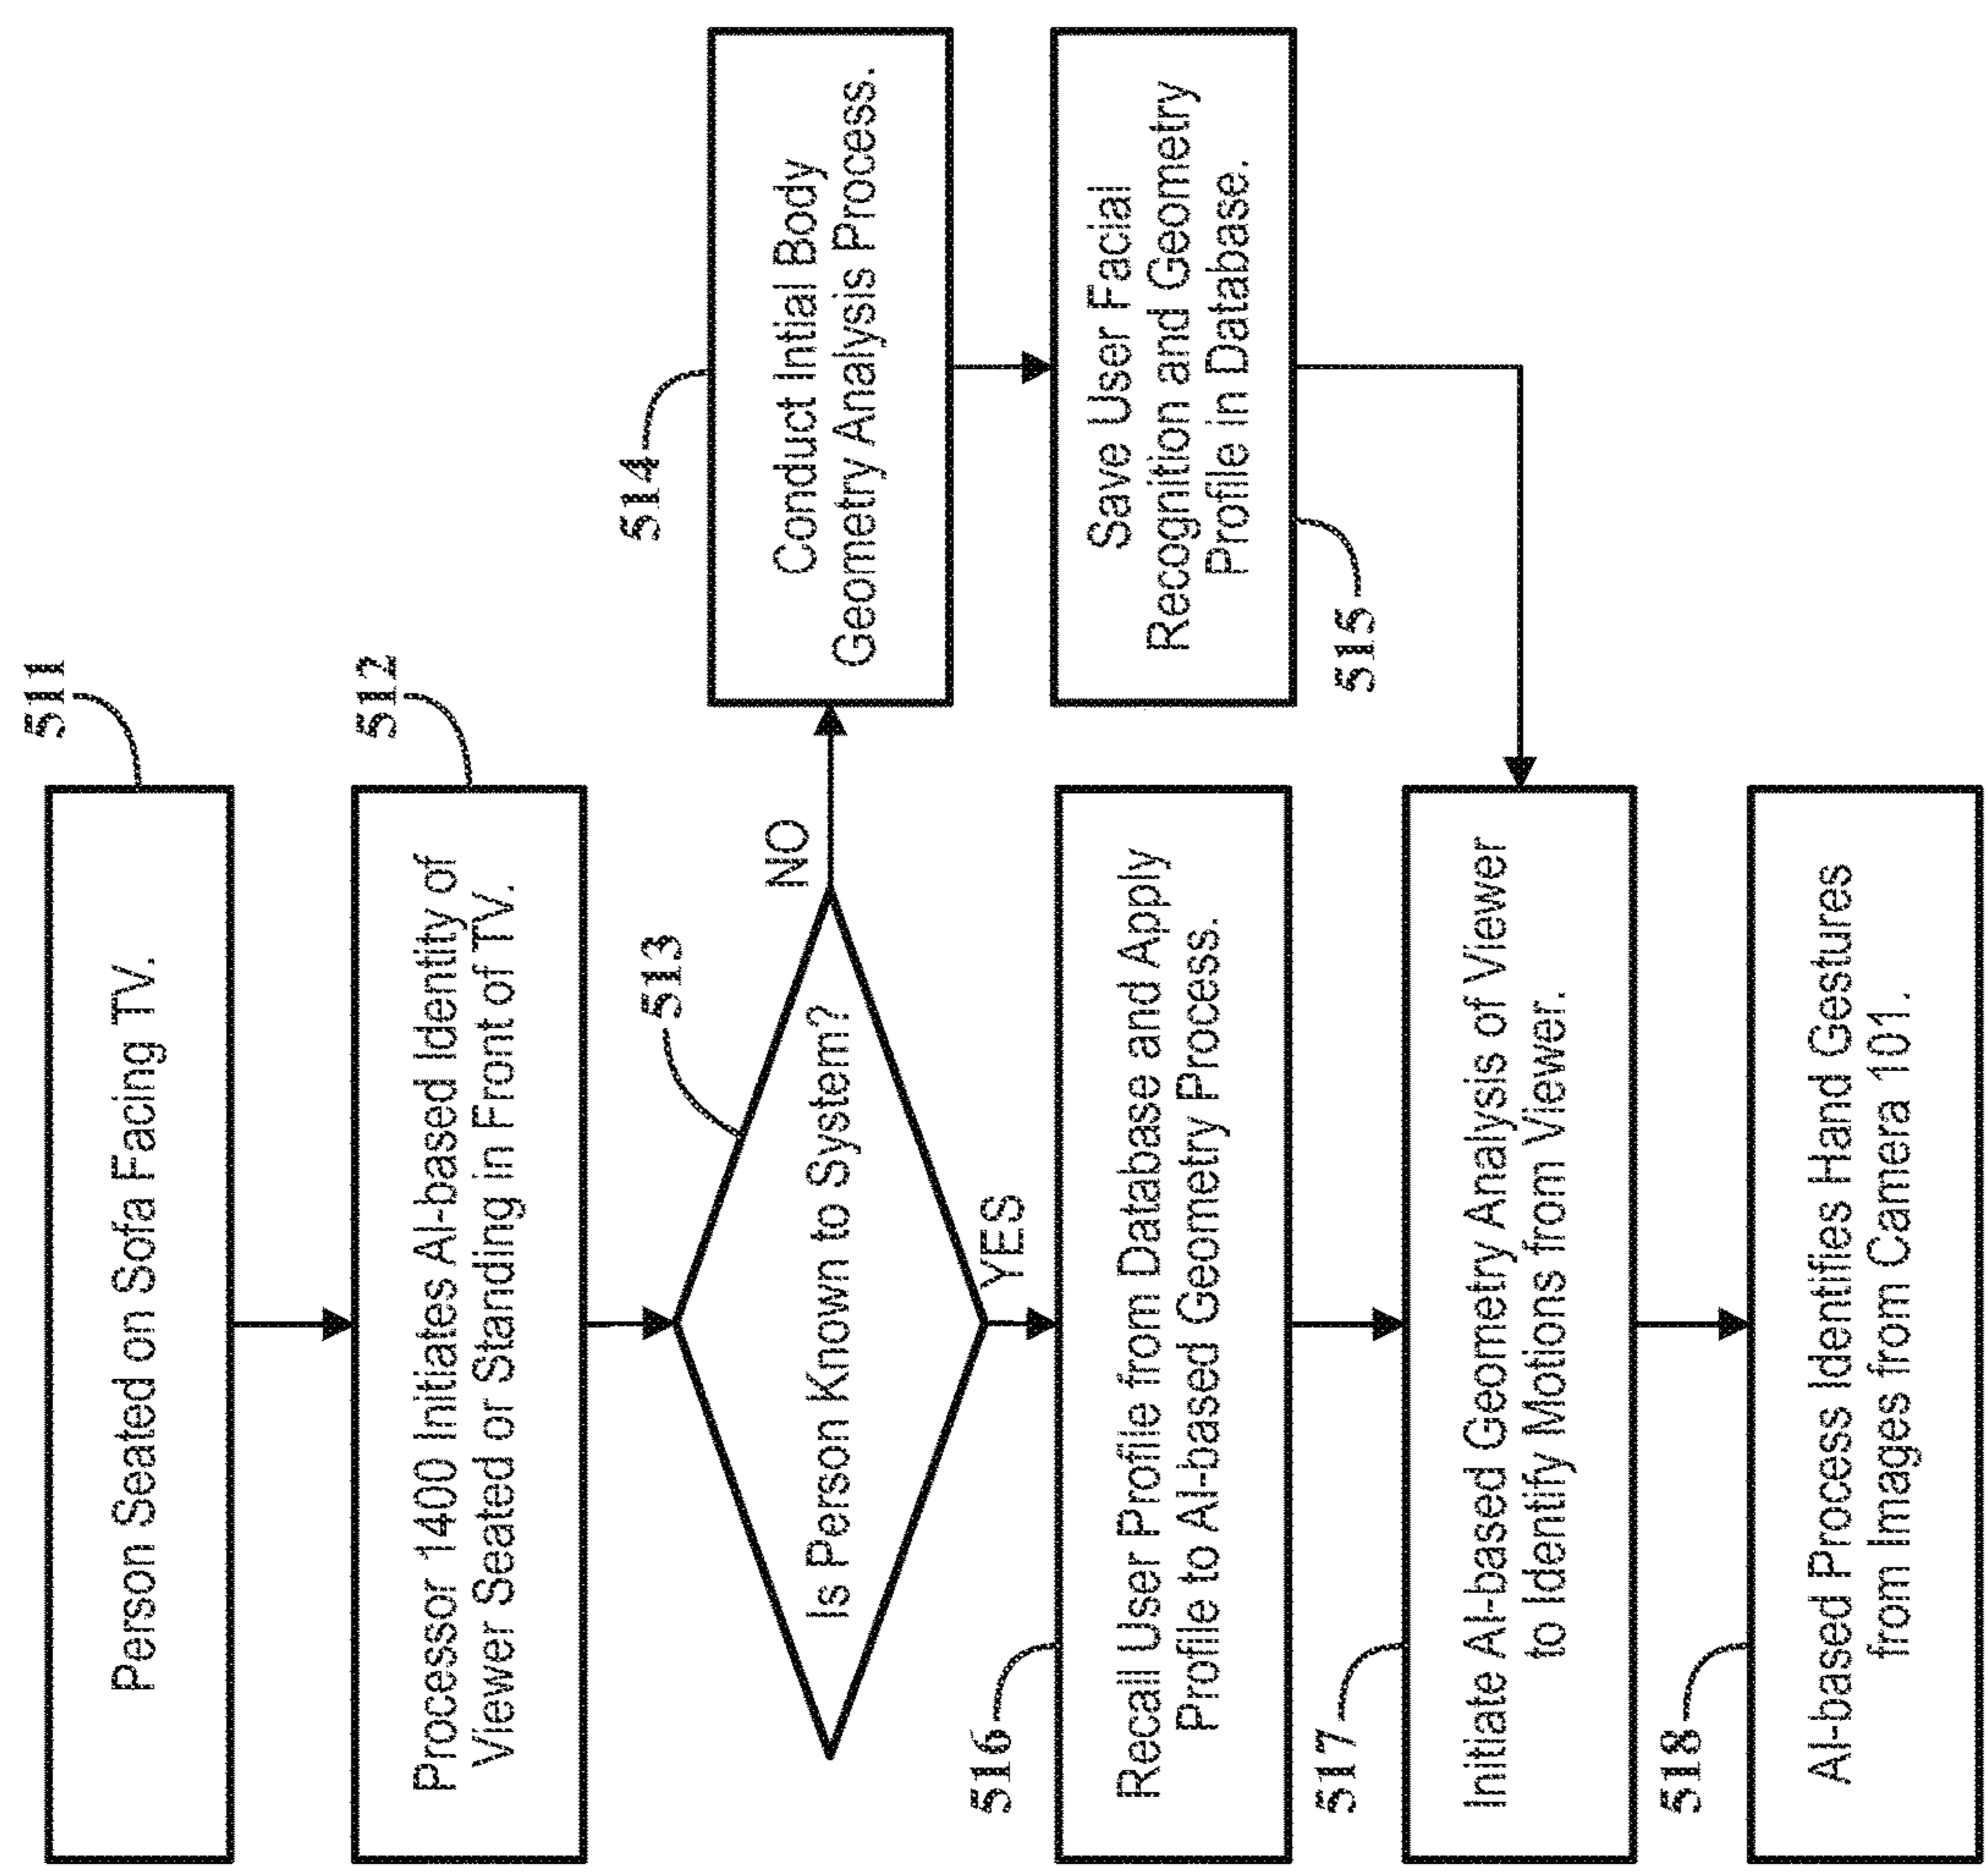 511
Person Seated on Sofa Facing TV.
512
Processor 1400 Initiates AI-based Identity of
Viewer Seated or Standing in Front of TV.
513
Is Person Known to System?
NO
YES
514
Conduct Intial Body
Geometry Analysis Process.
515
Save User Facial
Recognition and Geometry
Profile in Database.
516
Recall User Profile from Database and Apply
Profile to AI-based Geometry Process.
517
Initiate AI-based Geometry Analysis of Viewer
to Identify Motions from Viewer.
518
AI-based Process Identifies Hand Gestures
from Images from Camera 101.